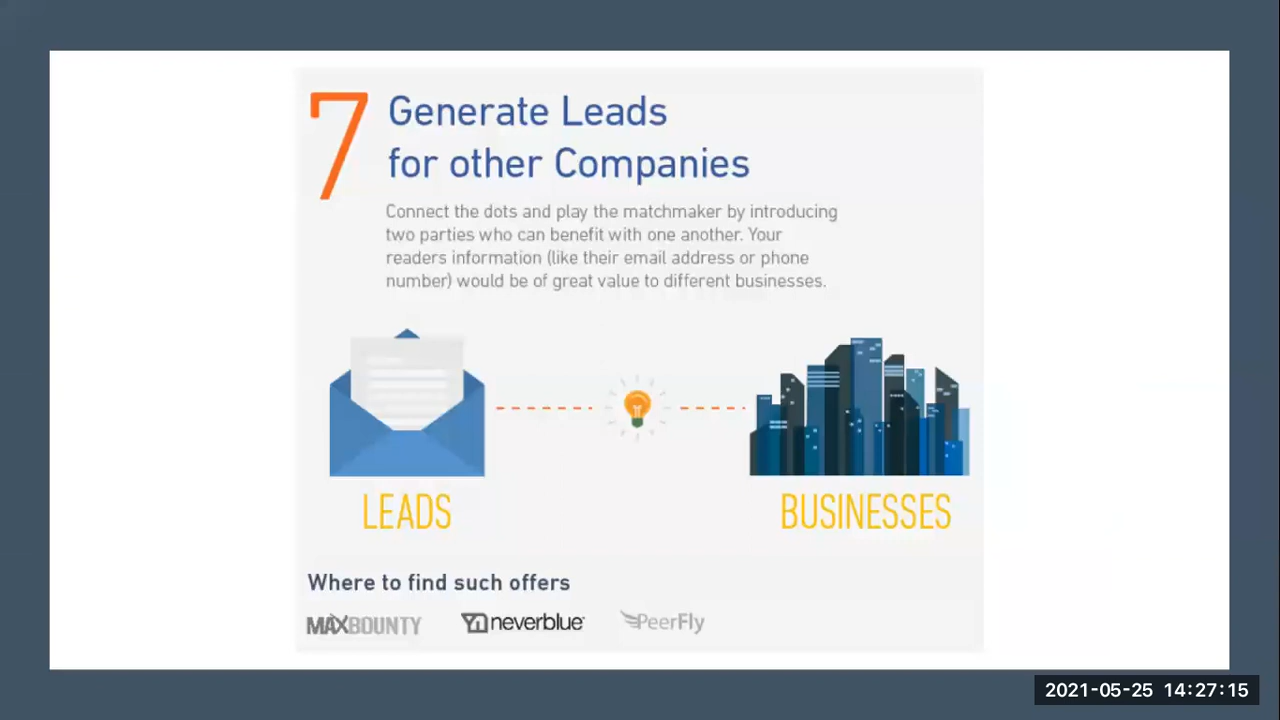 7
Generate Leads
for other Companies
Connect the dots and play the matchmaker by introducing
two parties who can benefit with one another. Your
readers information (like their email address or phone
number) would be of great value to different businesses.
LEADS
BUSINESSES
Where to find such offers
MAXBOUNTY
neverblue
PeerFly
2021-05-25 14:27:15